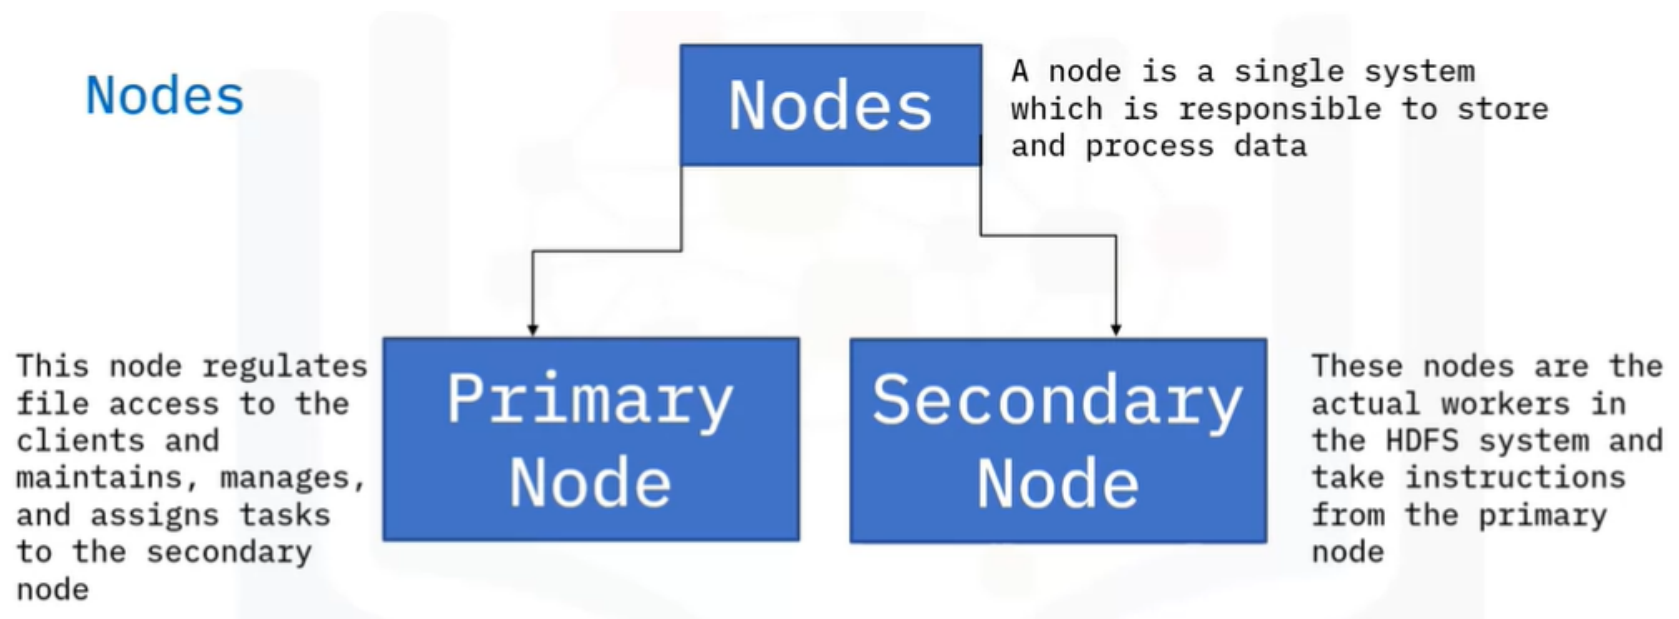 Nodes
Nodes
A node is a single system
which is responsible to store
and process data
This node regulates
file access to the
clients and
maintains, manages,
and assigns tasks
to the secondary
node
Primary
Node
Secondary
Node
These nodes are the
actual workers in
the HDFS system and
take instructions
from the primary
node